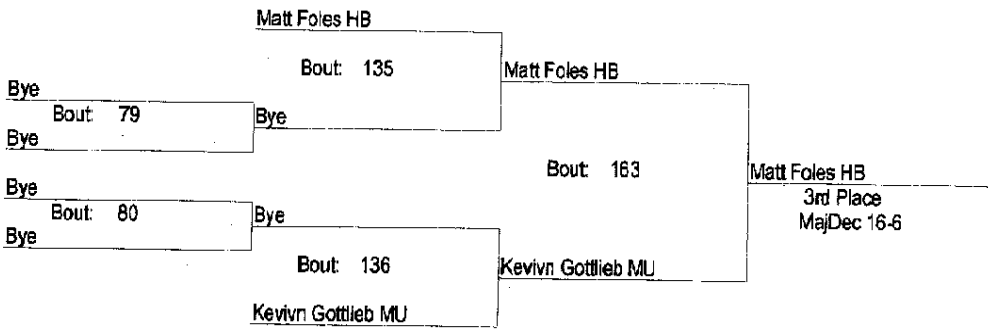 Matt Foles HB
Bout: 135
Matt Foles HB
Bye
Bout: 79
Bye
Bye
Bout: 163
Matt Foles HB
3rd Place
MajDec 16-6
Bye
Bout: 80
Bye
Bye
Bout: 136
Kevivn Gottlieb MU
Kevivn Gottlieb MU